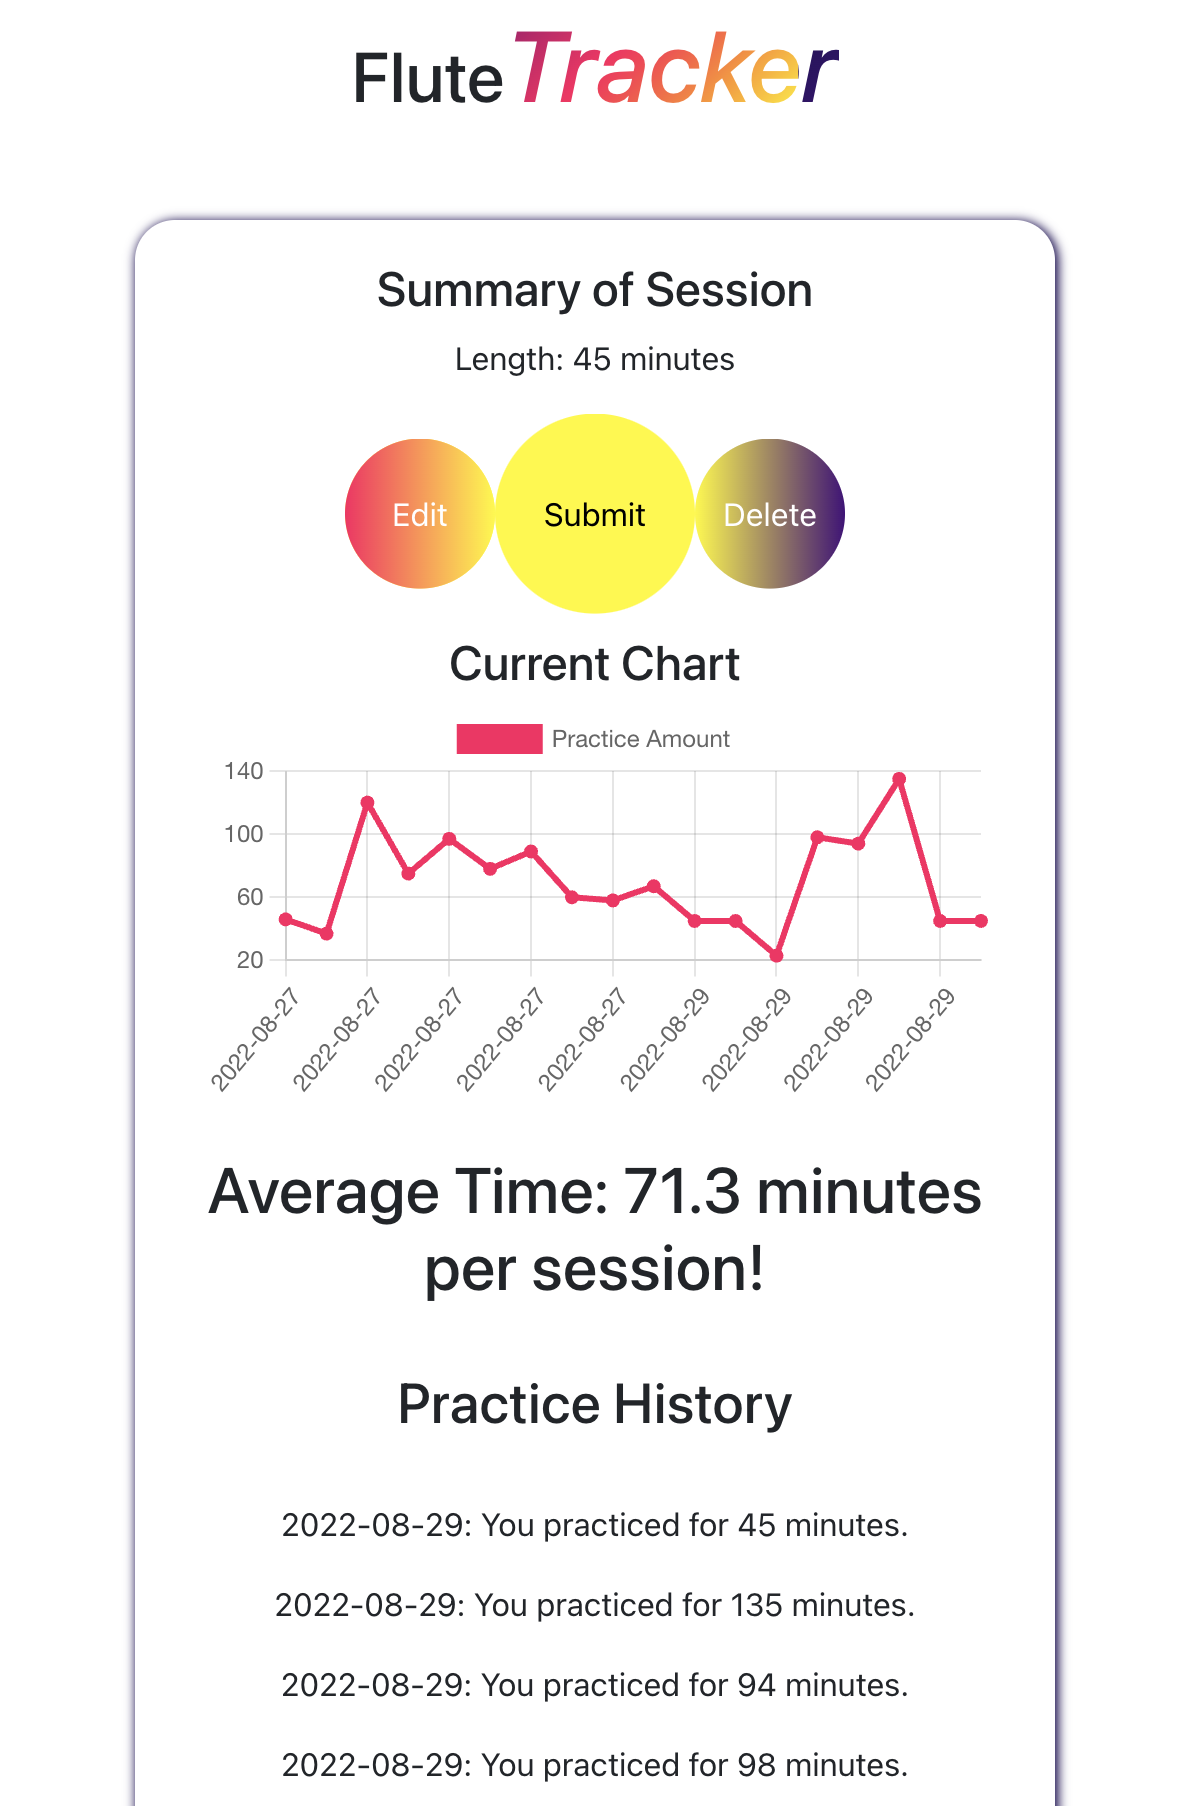 Flute Tracker
Summary of Session
Length: 45 minutes
Edit Submit Delete
Current Chart
Practice Amount
140
100
60
20
2022-08-27 2022-08-27 2022-08-27 2022-08-27 2022-08-27 2022-08-29 2022-08-29 2022-08-29 2022-08-29
Average Time: 71.3 minutes
per session!
Practice History
2022-08-29: You practiced for 45 minutes.
2022-08-29: You practiced for 135 minutes.
2022-08-29: You practiced for 94 minutes.
2022-08-29: You practiced for 98 minutes.